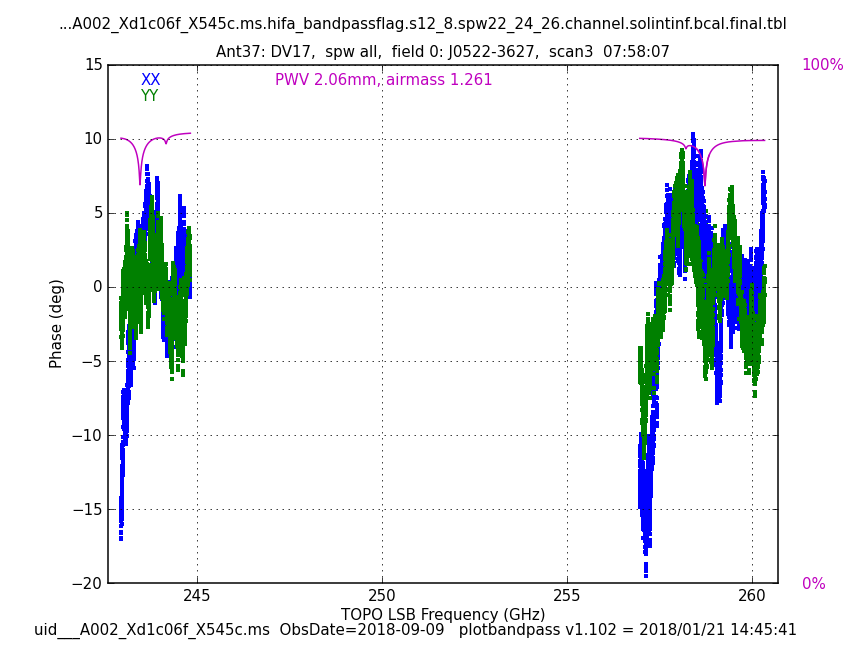 ...A002_Xd1c06f_X545c.ms.hifa_bandpassflag.s12_8.spw22_24_26.channel.solintinf.bcal.final.tbl
Ant37: DV17,  spw all,  field 0: J0522-3627,  scan3  07:58:07
15
100%
XX
PWV 2.06mm, airmass 1.261
YY
10
5
0
Phase (deg)
−5
−10
−15
−20
0%
245
250
255
260
TOPO LSB Frequency (GHz)
uid___A002_Xd1c06f_X545c.ms  ObsDate=2018-09-09   plotbandpass v1.102 = 2018/01/21 14:45:41